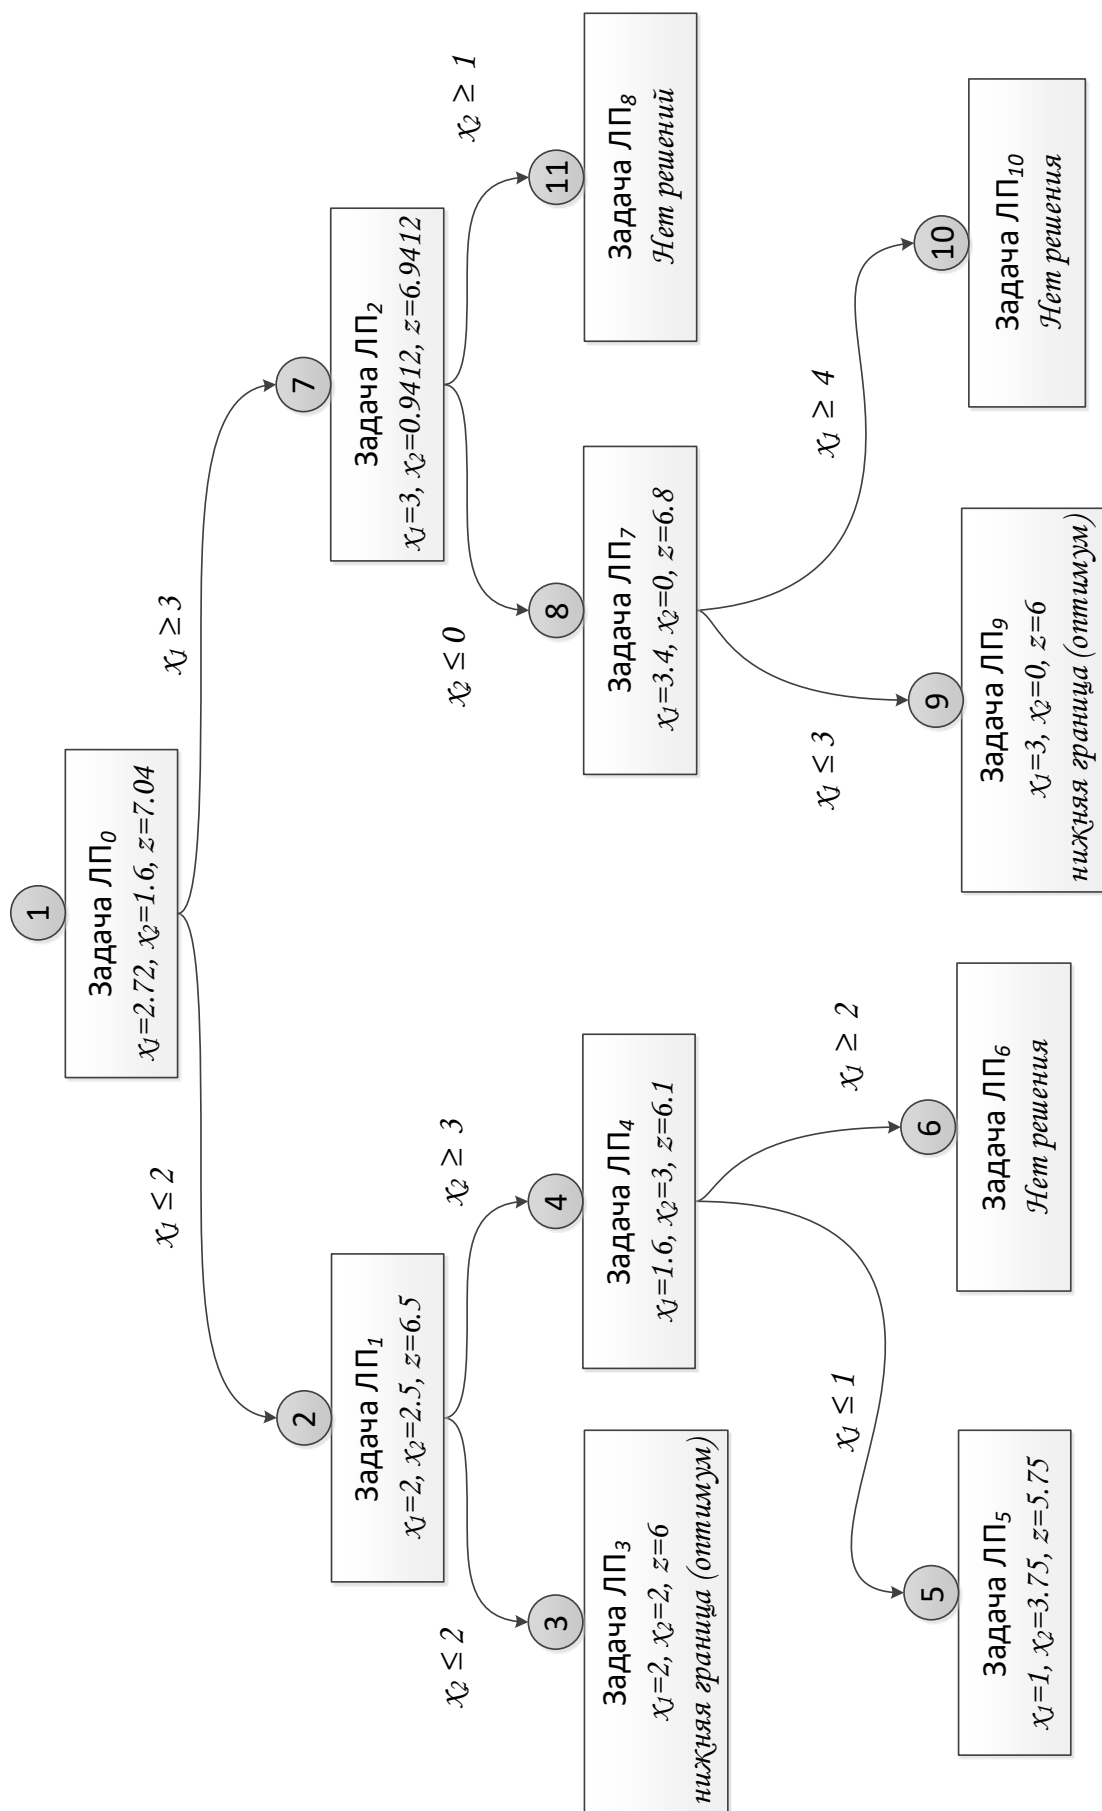 1
Задача ЛП0
x1=2.72, x2=1.6, z=7.04
x1 ≤ 2
x1 ≥ 3
2
Задача ЛП1
x1=2, x2=2.5, z=6.5
7
Задача ЛП2
x1=3, x2=0.9412, z=6.9412
x2 ≤ 2
x2 ≥ 3
x2 ≤ 0
x2 ≥ 1
3
Задача ЛП3
x1=2, x2=2, z=6
нижняя граница (оптимум)
4
Задача ЛП4
x1=1.6, x2=3, z=6.1
8
Задача ЛП7
x1=3.4, x2=0, z=6.8
11
Задача ЛП8
Нет решений
x1 ≤ 1
x1 ≥ 2
x1 ≤ 3
x1 ≥ 4
5
Задача ЛП5
x1=1, x2=3.75, z=5.75
6
Задача ЛП6
Нет решения
9
Задача ЛП9
x1=3, x2=0, z=6
нижняя граница (оптимум)
10
Задача ЛП10
Нет решения